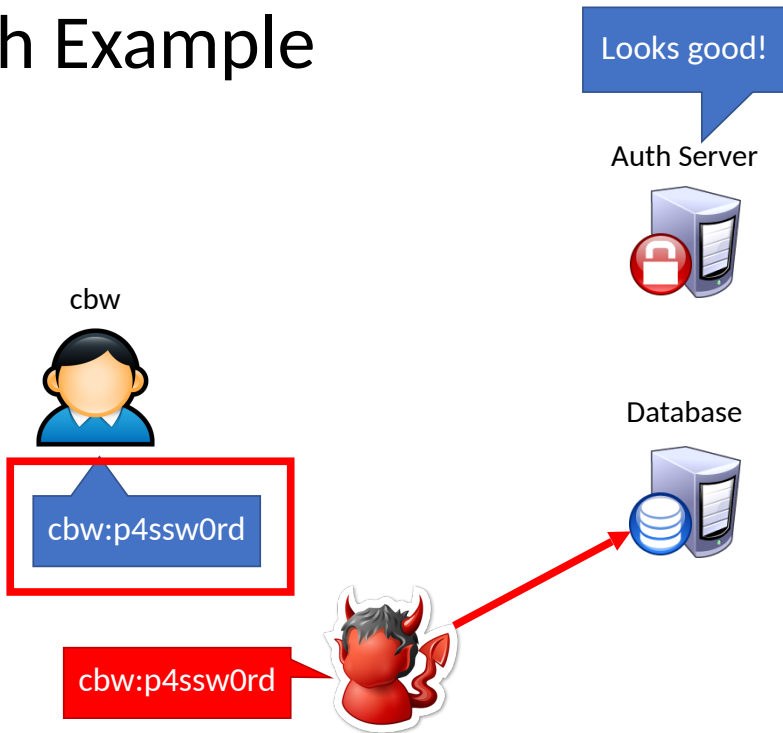 h Example
Looks good!
Auth Server
cbw
Database
cbw:p4ssw0rd
cbw:p4ssw0rd